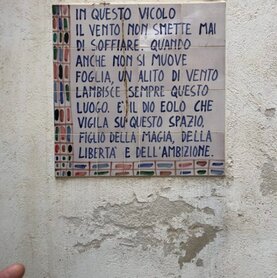 IN QUESTO VICOLO
IL VENTO NON SMETTE MAI
DI SOFFIARE. QUANDO
ANCHE NON SI MUOVE
FOGLIA, UN ALITO DI VENTO
LAMBISCE SEMPRE QUESTO
LUOGO. E' IL DIO EOLO CHE
VIGILA SU QUESTO SPAZIO,
FIGLIO DELLA MAGIA, DELLA
LIBERTÀ E DELL'AMBIZIONE.